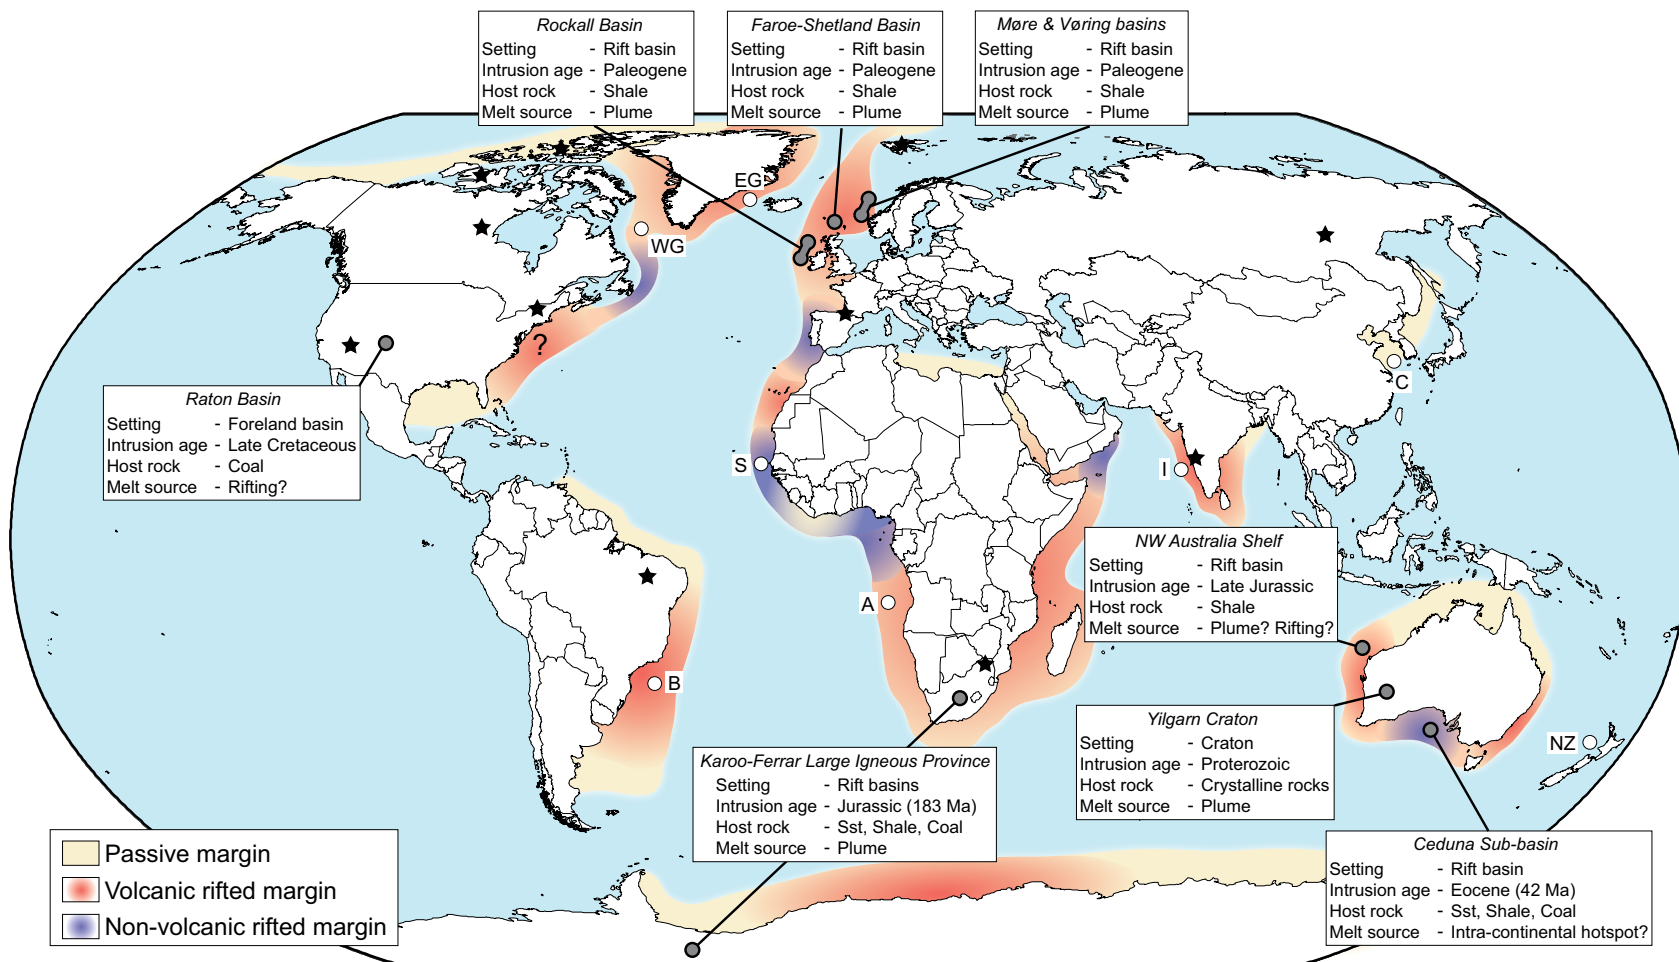 Rockall Basin
Setting - Rift basin
Intrusion age - Paleogene
Host rock - Shale
Melt source - Plume
Faroe-Shetland Basin
Setting - Rift basin
Intrusion age - Paleogene
Host rock - Shale
Melt source - Plume
Møre & Vøring basins
Setting - Rift basin
Intrusion age - Paleogene
Host rock - Shale
Melt source - Plume
EG
WG
?
C
Raton Basin
Setting - Foreland basin
Intrusion age - Late Cretaceous
Host rock - Coal
Melt source - Rifting?
S
I
NW Australia Shelf
Setting - Rift basin
Intrusion age - Late Jurassic
Host rock - Shale
Melt source - Plume? Rifting?
A
B
Yilgarn Craton
Setting - Craton
Intrusion age - Proterozoic
Host rock - Crystalline rocks
Melt source - Plume
NZ
Karoo-Ferrar Large Igneous Province
Setting - Rift basins
Intrusion age - Jurassic (183 Ma)
Host rock - Sst, Shale, Coal
Melt source - Plume
Ceduna Sub-basin
Setting - Rift basin
Intrusion age - Eocene (42 Ma)
Host rock - Sst, Shale, Coal
Melt source - Intra-continental hotspot?
Passive margin
Volcanic rifted margin
Non-volcanic rifted margin